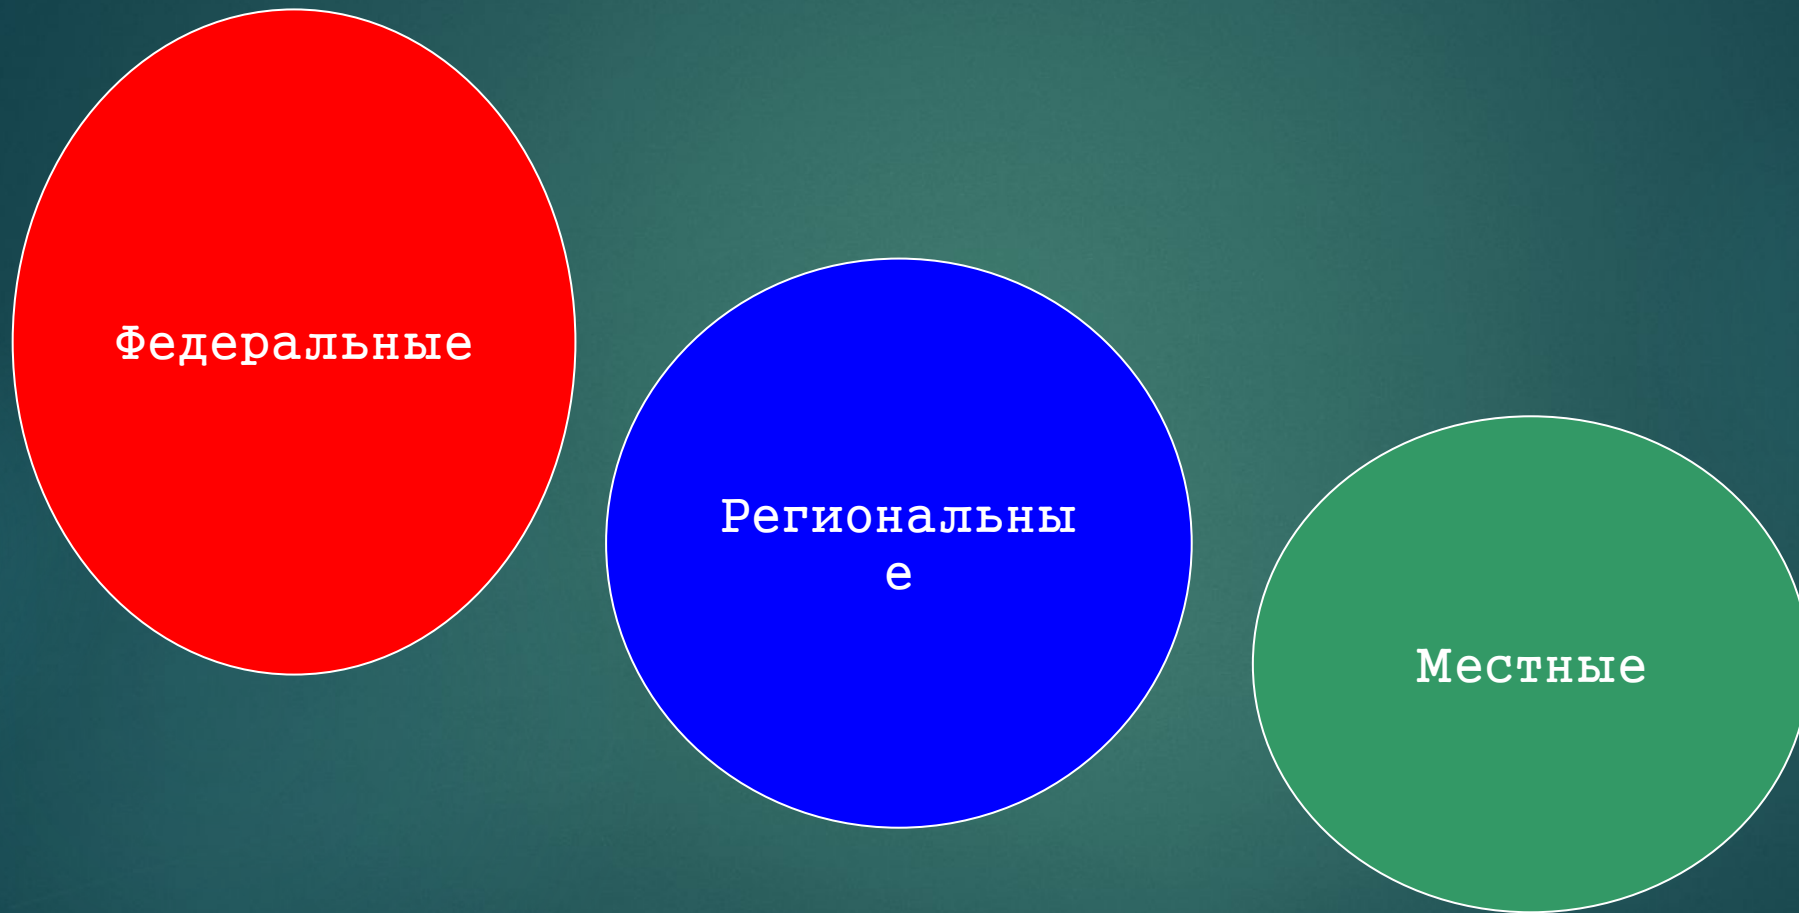 Федеральные
Региональны
е
Местные